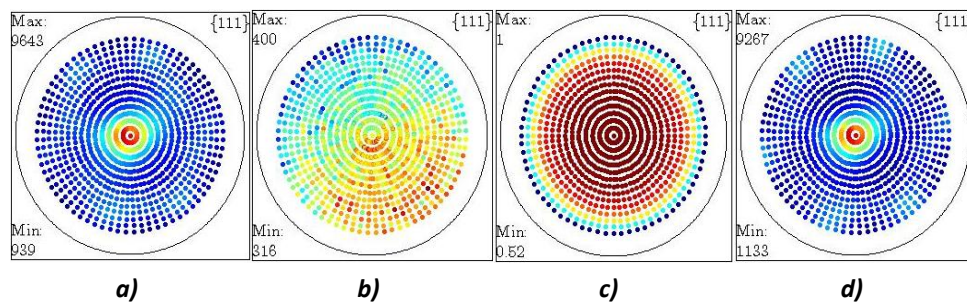 Max:
9643
{111}
Min:
939
Max:
400
{111}
Min:
316
Max:
1
{111}
Min:
0.52
Max:
9267
{111}
Min:
1133
a)
b)
c)
d)